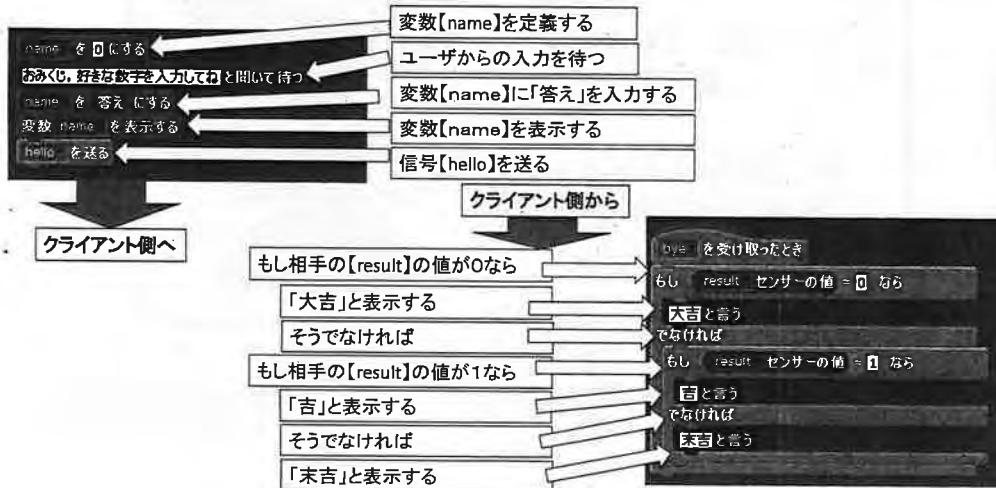 name を 0 にする
おみくじ，好きな数字を入力してね と聞いて待つ
name を 答え にする
変数 name を表示する
hello を送る
変数【name】を定義する
ユーザからの入力を待つ
変数【name】に「答え」を入力する
変数【name】を表示する
信号【hello】を送る
クライアント側へ
クライアント側から
もし相手の【result】の値が0なら
「大吉」と表示する
そうでなければ
もし相手の【result】の値が1なら
「吉」と表示する
そうでなければ
「末吉」と表示する
bye を受け取ったとき
もし result センサーの値 = 0 なら
大吉 と言う
でなければ
もし result センサーの値 = 1 なら
吉 と言う
でなければ
末吉 と言う